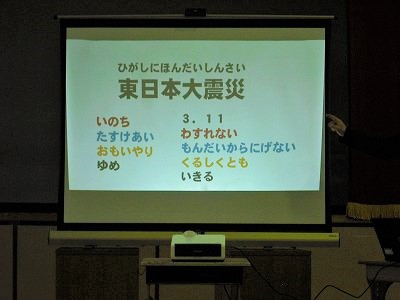 ひがしにほんだいしんさい
東日本大震災
いのち
たすけあい
おもいやり
ゆめ
3．11
わすれない
もんだいからにげない
くるしくとも
いきる